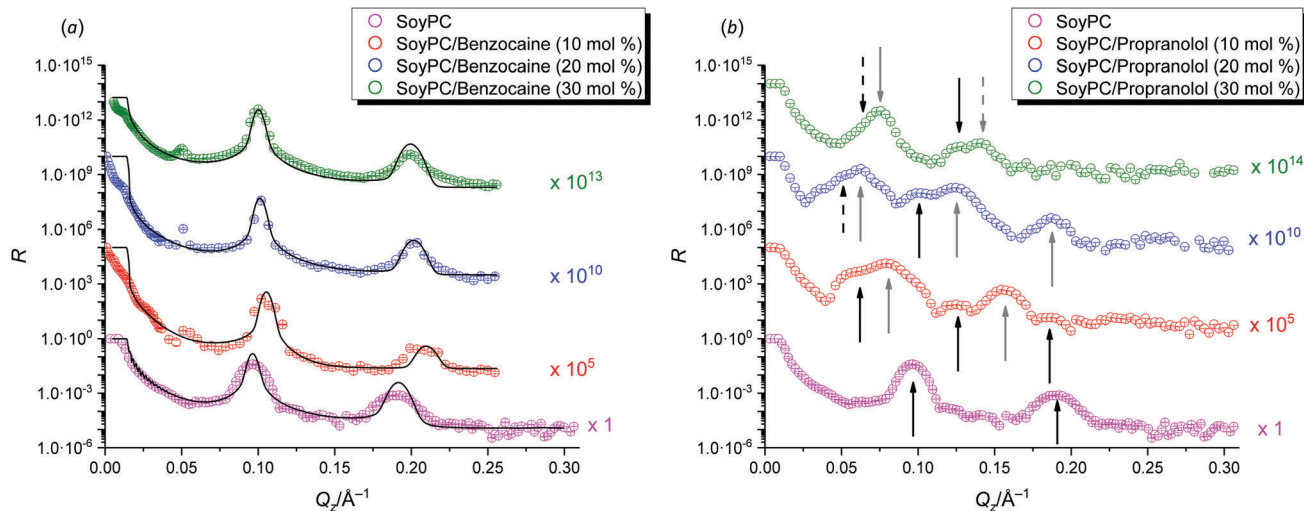 (a)
SoyPC
SoyPC/Benzocaine (10 mol %)
SoyPC/Benzocaine (20 mol %)
SoyPC/Benzocaine (30 mol %)
1.0·10^15
1.0·10^12
1.0·10^9
1.0·10^6
1.0·10^3
1.0·10^0
1.0·10^-3
1.0·10^-6
R
x 10^13
x 10^10
x 10^5
x 1
0.00 0.05 0.10 0.15 0.20 0.25 0.30
Q_z/Å^–1
(b)
SoyPC
SoyPC/Propranolol (10 mol %)
SoyPC/Propranolol (20 mol %)
SoyPC/Propranolol (30 mol %)
1.0·10^15
1.0·10^12
1.0·10^9
1.0·10^6
1.0·10^3
1.0·10^0
1.0·10^-3
1.0·10^-6
R
x 10^14
x 10^10
x 10^5
x 1
0.00 0.05 0.10 0.15 0.20 0.25 0.30
Q_z/Å^–1